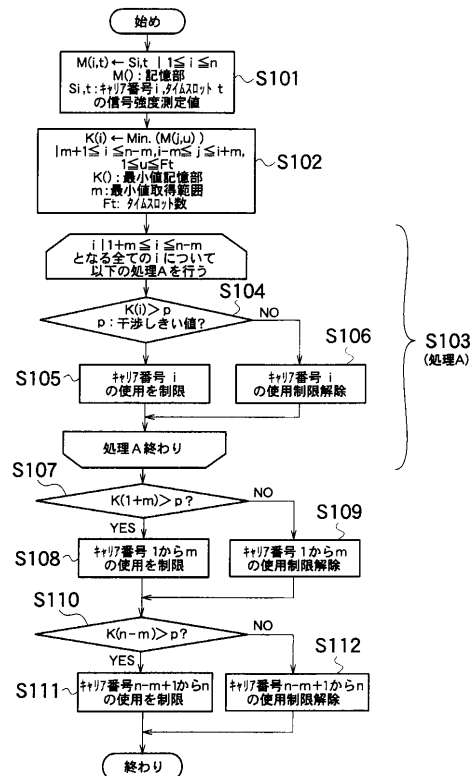 始め
M(i,t)← Si,t | 1≦ i ≦n
M() : 記憶部
Si,t : ｷｬﾘｱ番号 i ,ﾀｲﾑｽﾛｯﾄ t
の信号強度測定値
S101
K(i)← Min. (M(j,u) )
|m+1≦ i ≦n-m, i-m≦ j ≦i+m,
1≦u≦Ft
K() : 最小値記憶部
m : 最小値取得範囲
Ft: ﾀｲﾑｽﾛｯﾄ数
S102
i | 1+m≦ i ≦n-m
となる全ての i について
以下の処理Aを行う
S104
K(i)> p
p : 干渉しきい値?
NO
S106
S103
(処理A)
S105
ｷｬﾘｱ番号 i
の使用を制限
ｷｬﾘｱ番号 i
の使用制限解除
処理A終わり
S107
K(1+m)> p?
NO
YES
S109
S108
ｷｬﾘｱ番号 1からm
の使用を制限
ｷｬﾘｱ番号 1からm
の使用制限解除
S110
K(n-m)> p?
NO
YES
S112
S111
ｷｬﾘｱ番号n-m+1からn
の使用を制限
ｷｬﾘｱ番号n-m+1からn
の使用制限解除
終わり